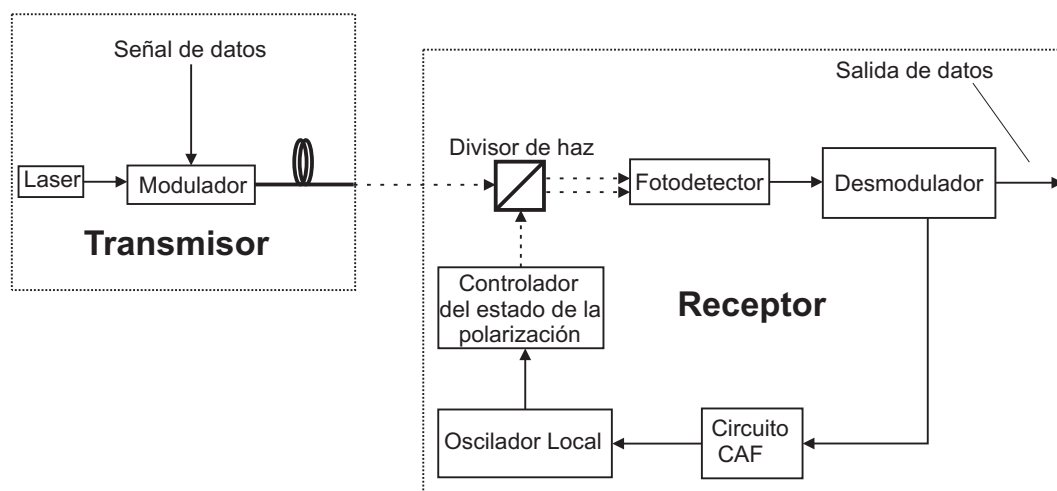 Señal de datos
Laser
Modulador
Transmisor
Salida de datos
Divisor de haz
Fotodetector
Desmodulador
Controlador
del estado de la
polarización
Receptor
Oscilador Local
Circuito
CAF